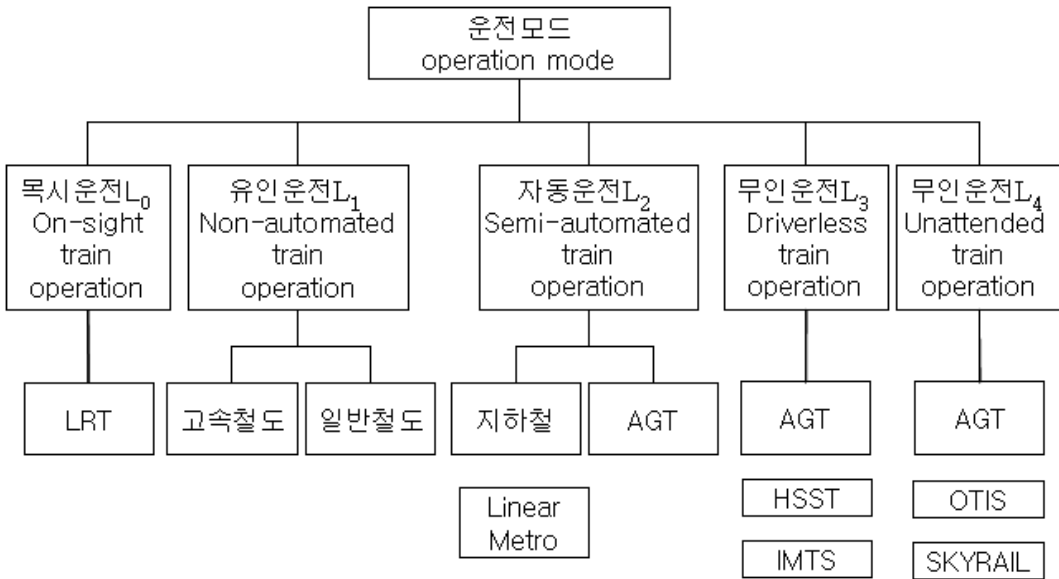 운전모드
operation mode
목시운전L₀
On-sight
train
operation
유인운전L₁
Non-automated
train
operation
자동운전L₂
Semi-automated
train
operation
무인운전L₃
Driverless
train
operation
무인운전L₄
Unattended
train
operation
LRT
고속철도
일반철도
지하철
AGT
AGT
AGT
Linear
Metro
HSST
OTIS
IMTS
SKYRAIL